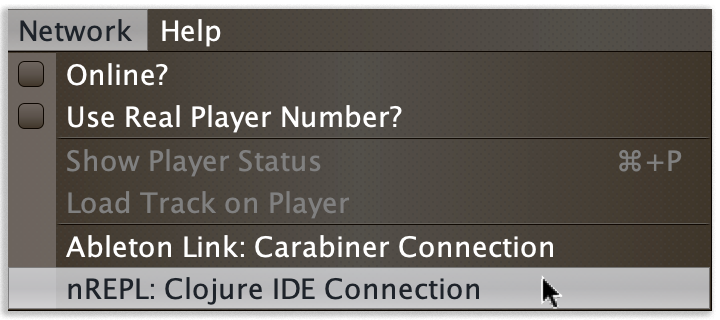 Network Help
Online?
Use Real Player Number?
Show Player Status ⌘+P
Load Track on Player
Ableton Link: Carabiner Connection
nREPL: Clojure IDE Connection